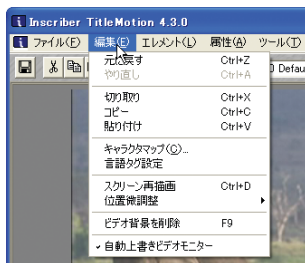 Inscriber TitleMotion 4.3.0
ファイル(F) 編集(E) エレメント(L) 属性(A) ツール(T)
元に戻す Ctrl+Z
やり直し Ctrl+A
0 Defau
切り取り Ctrl+X
コピー Ctrl+C
貼り付け Ctrl+V
キャラクタマップ(C)...
言語タグ設定
スクリーン再描画 Ctrl+D
位置微調整
ビデオ背景を削除 F9
自動上書きビデオモニター